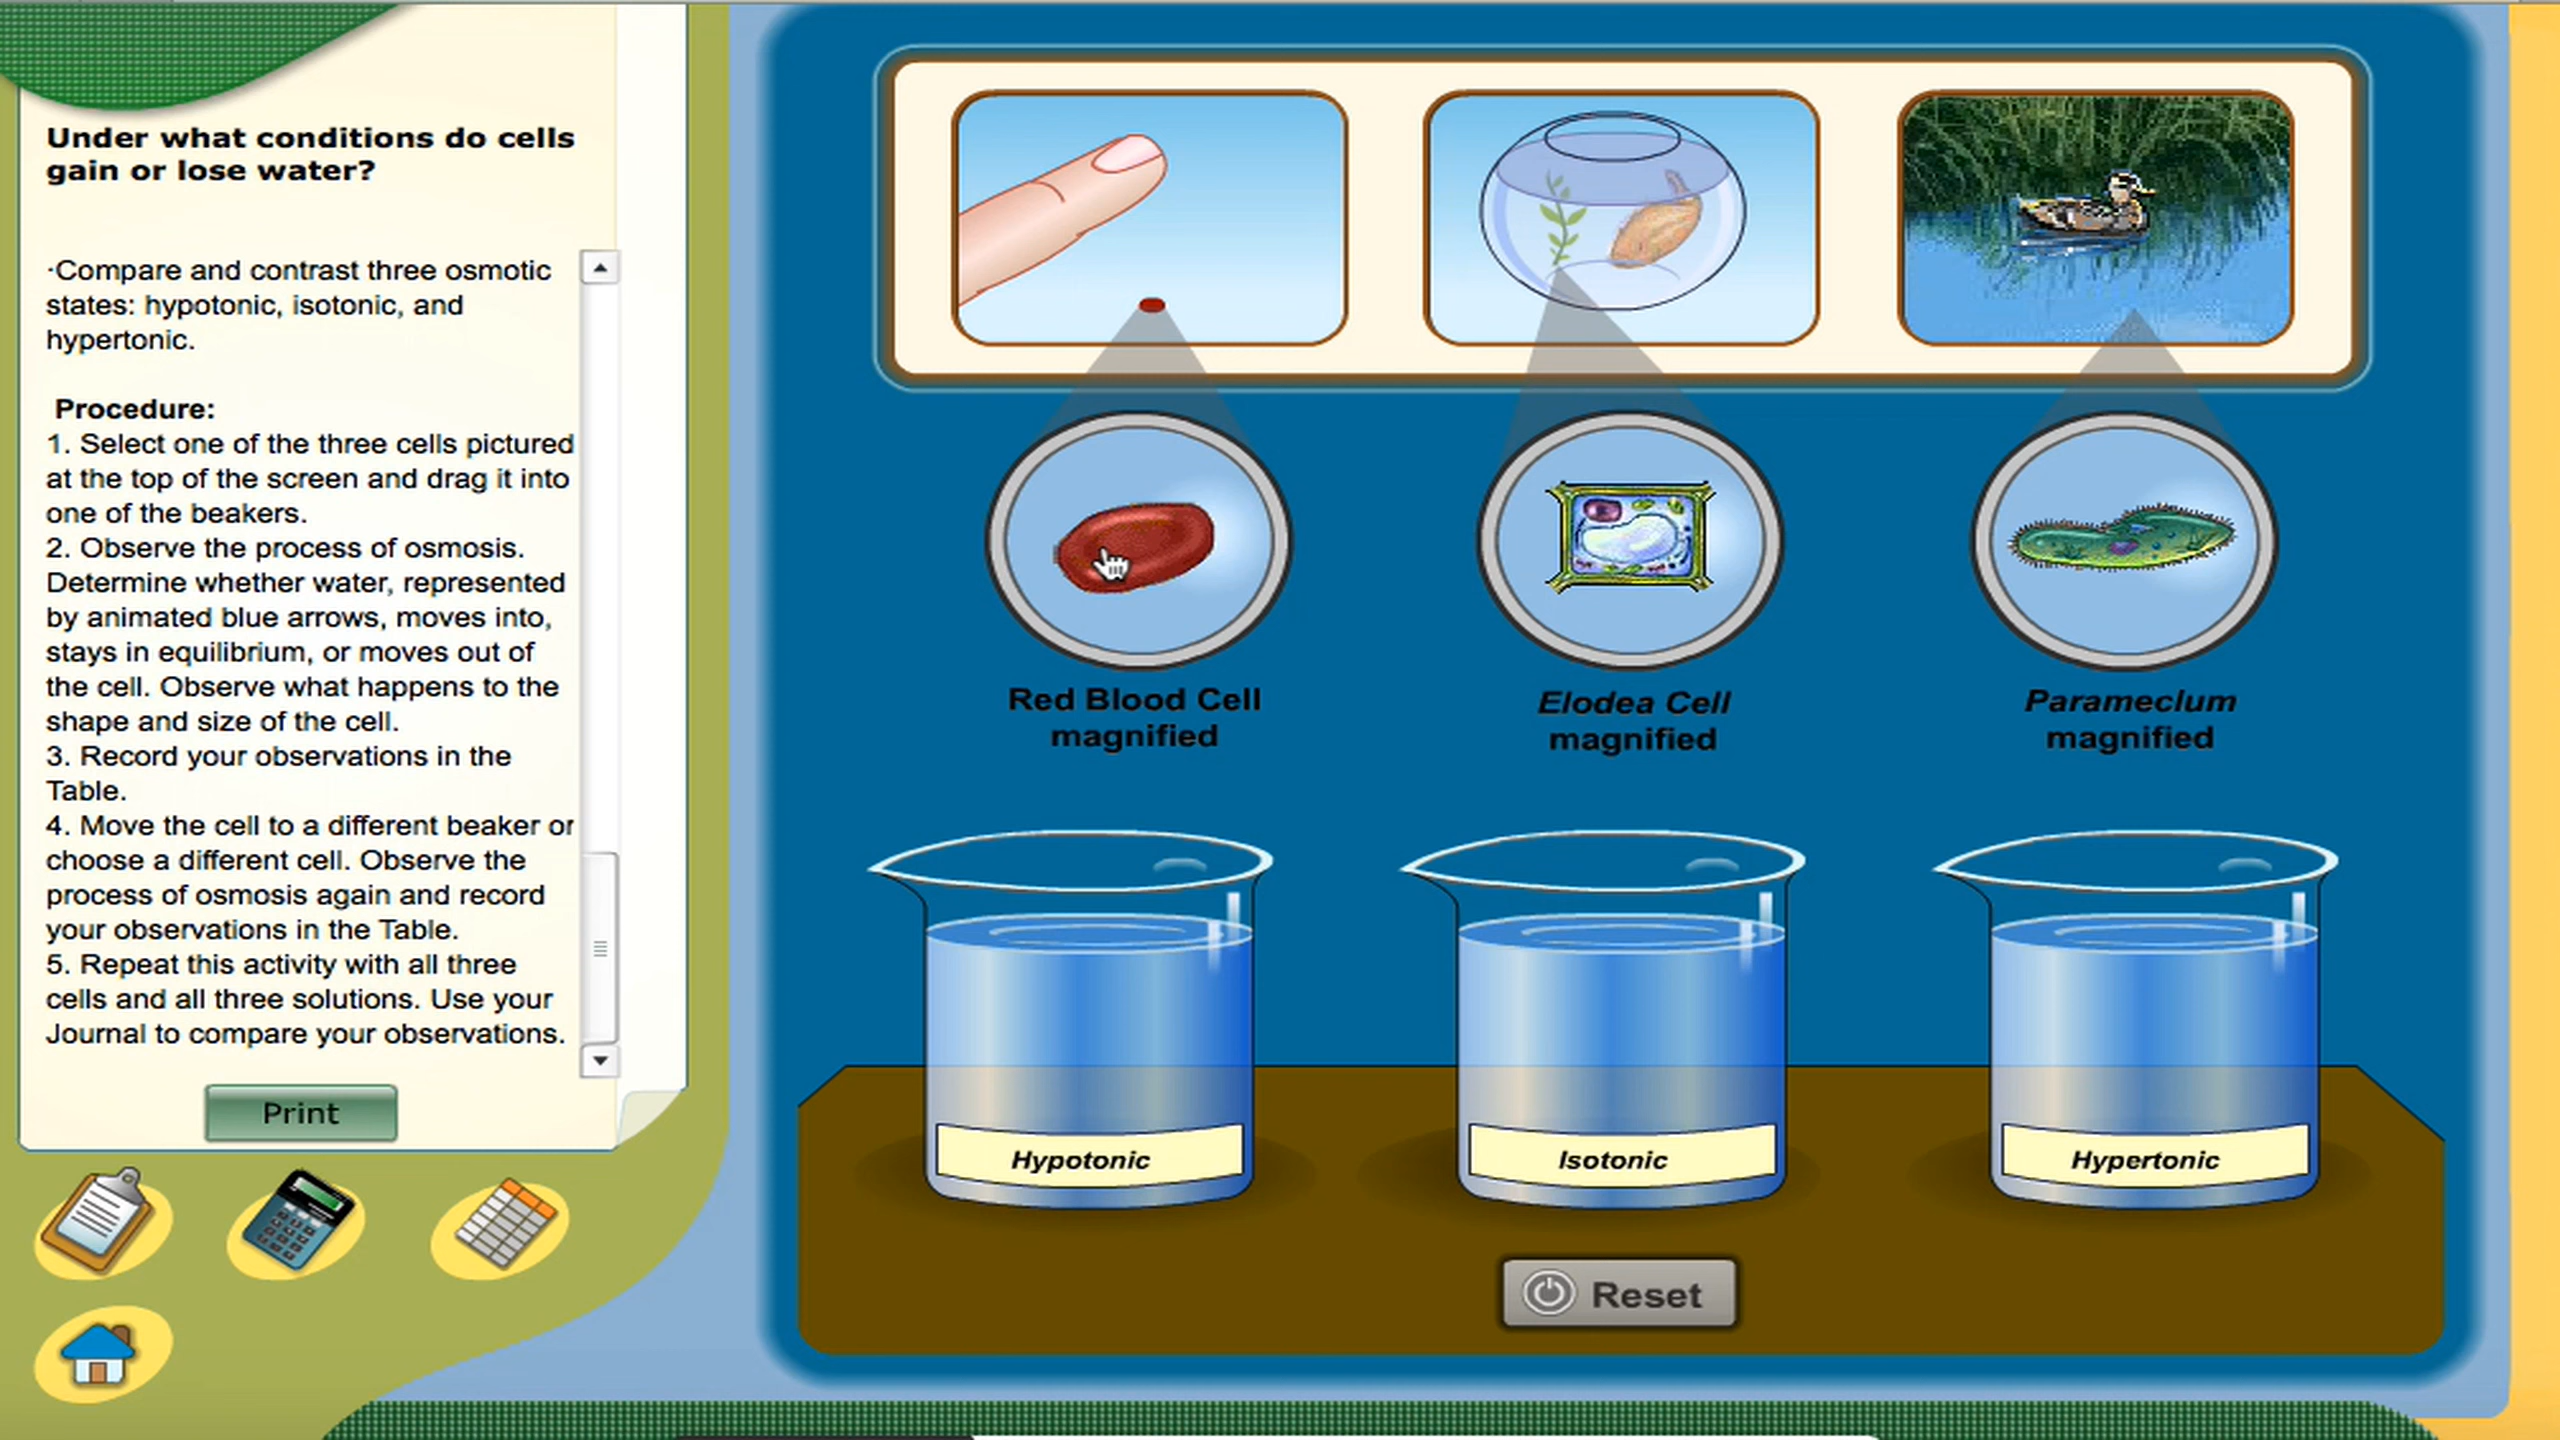 Under what conditions do cells
gain or lose water?
·Compare and contrast three osmotic
states: hypotonic, isotonic, and
hypertonic.
Procedure:
1. Select one of the three cells pictured
at the top of the screen and drag it into
one of the beakers.
2. Observe the process of osmosis.
Determine whether water, represented
by animated blue arrows, moves into,
stays in equilibrium, or moves out of
the cell. Observe what happens to the
shape and size of the cell.
3. Record your observations in the
Table.
4. Move the cell to a different beaker or
choose a different cell. Observe the
process of osmosis again and record
your observations in the Table.
5. Repeat this activity with all three
cells and all three solutions. Use your
Journal to compare your observations.
Print
Red Blood Cell
magnified
Elodea Cell
magnified
Parameclum
magnified
Hypotonic
Isotonic
Hypertonic
Reset